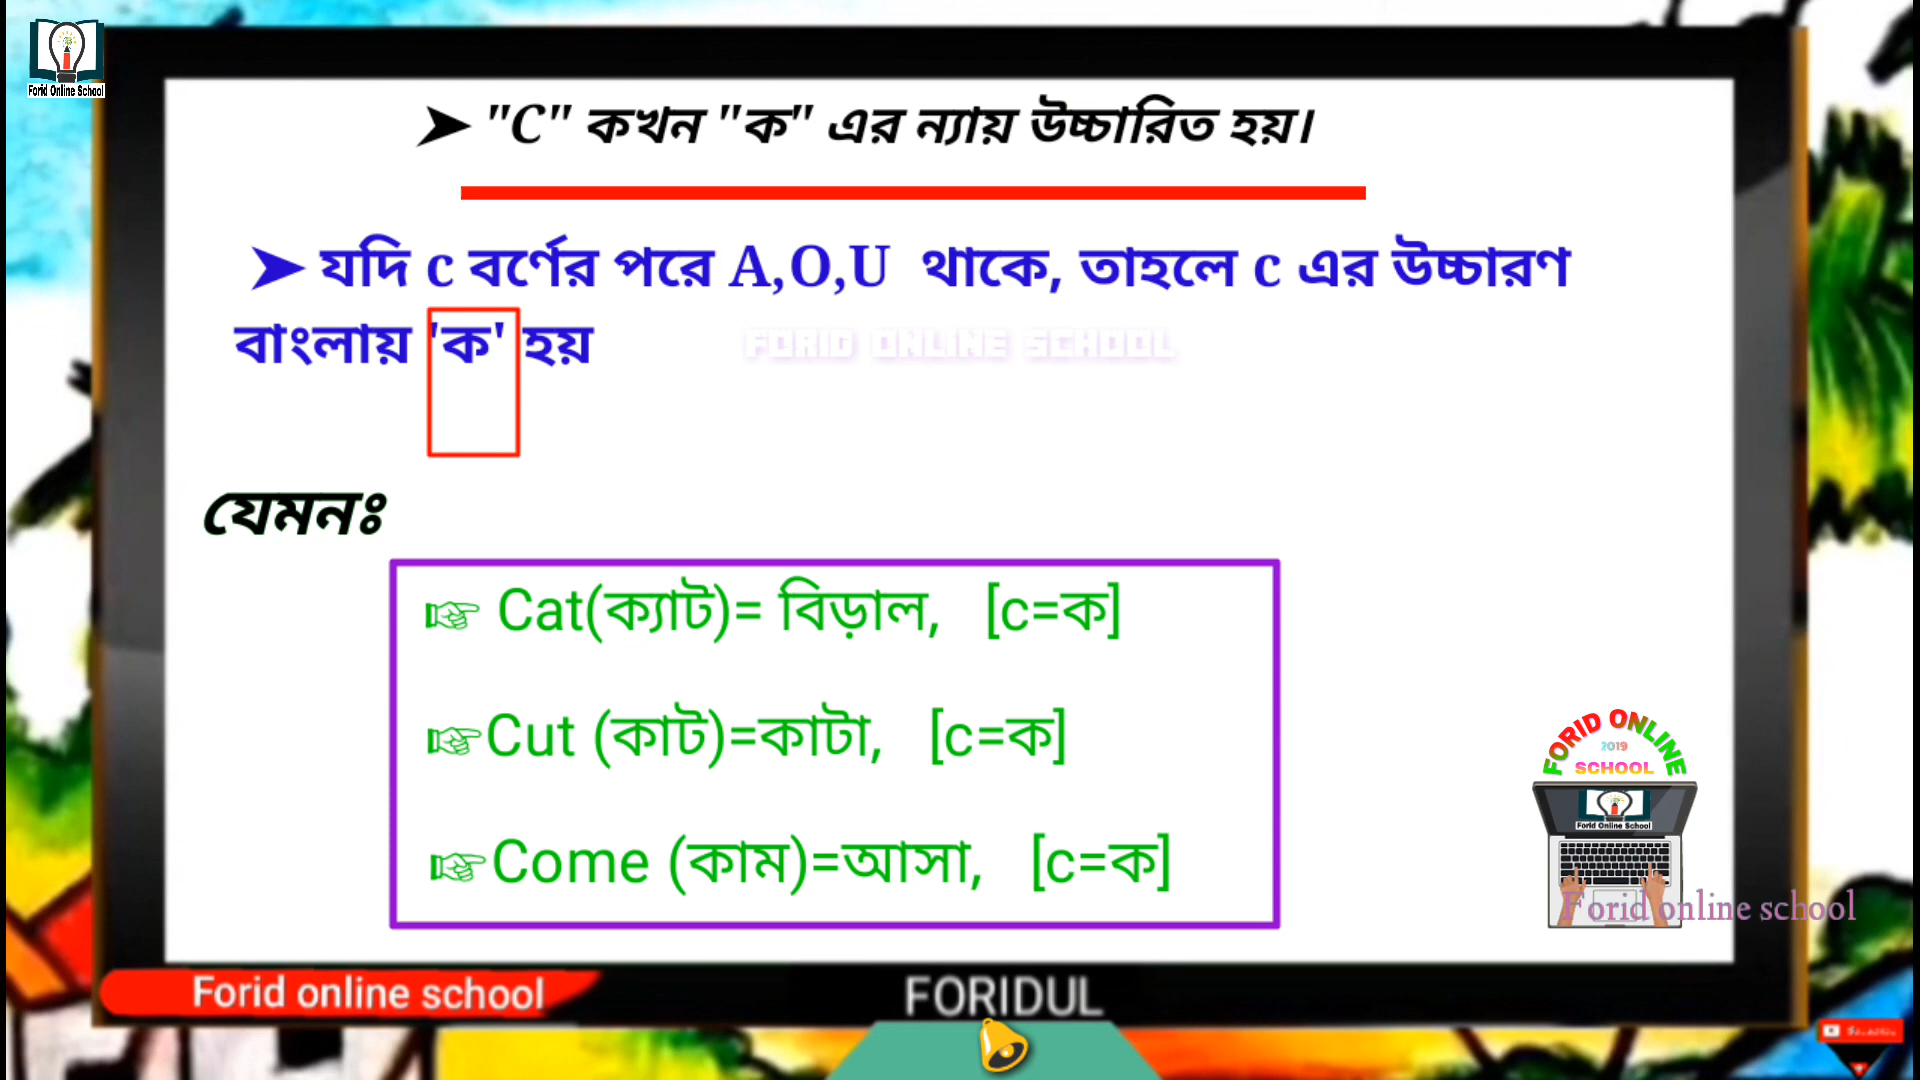 Forid Online School
➤ "C" কখন "ক" এর ন্যায় উচ্চারিত হয়।
➤ যদি c বর্ণের পরে A,O,U থাকে, তাহলে c এর উচ্চারণ
বাংলায় 'ক' হয়
FORID ONLINE SCHOOL
যেমনঃ
☞ Cat(ক্যাট)= বিড়াল, [c=ক]
☞Cut (কাট)=কাটা, [c=ক]
☞Come (কাম)=আসা, [c=ক]
FORID ONLINE
2019
SCHOOL
Forid Online School
Forid online school
Forid online school
FORIDUL